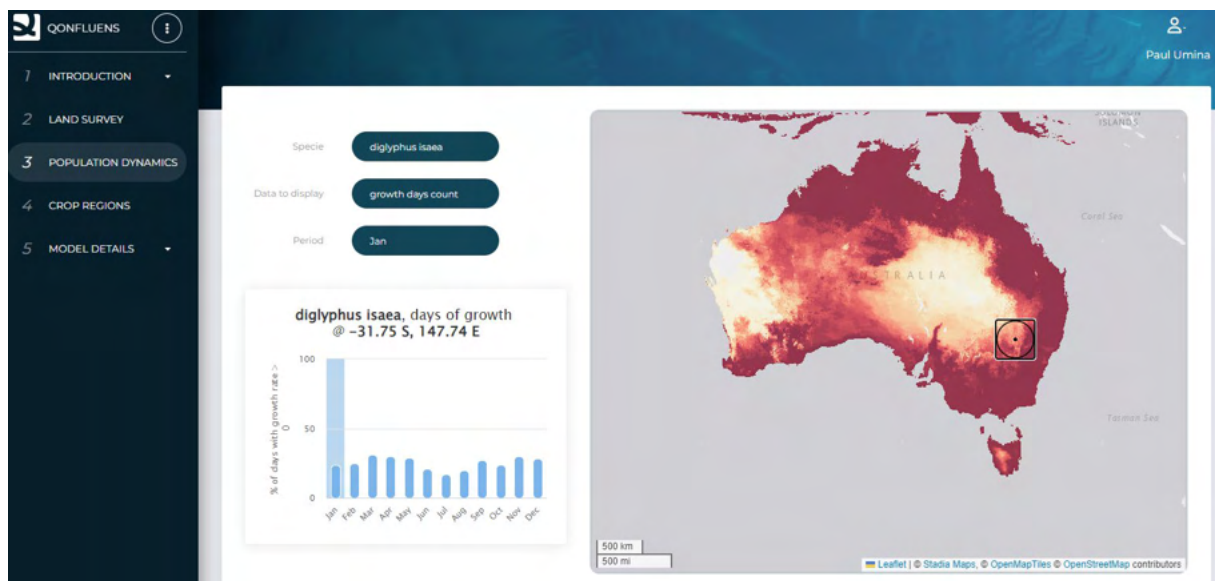 QONFLUENS
Paul Umina
1 INTRODUCTION
2 LAND SURVEY
3 POPULATION DYNAMICS
4 CROP REGIONS
5 MODEL DETAILS
Specie
diglyphus isaea
Data to display
growth days count
Period
Jan
diglyphus isaea, days of growth
@ −31.75 S, 147.74 E
% of days with growth rate >
0
100
50
0
Jan Feb Mar Apr May Jun Jul Aug Sep Oct Nov Dec
SOLOMON
ISLANDS
Coral Sea
AUSTRALIA
Tasman Sea
500 km
500 mi
Leaflet | © Stadia Maps, © OpenMapTiles © OpenStreetMap contributors